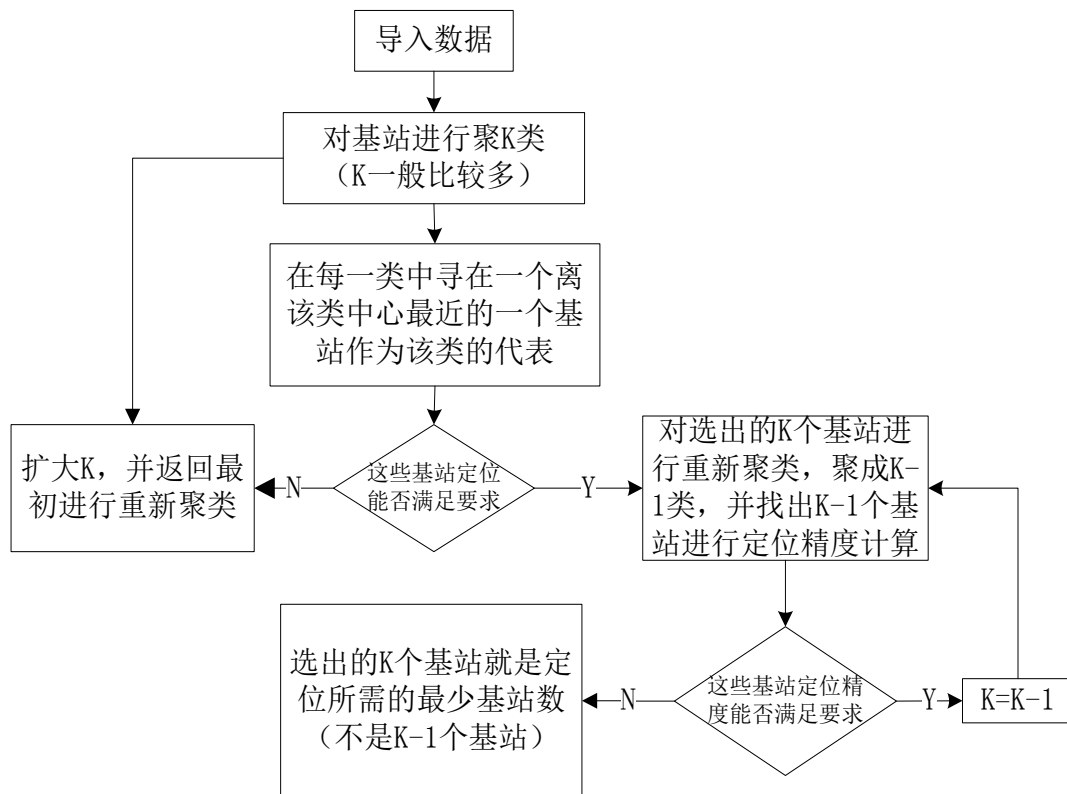 导入数据
对基站进行聚K类
（K一般比较多）
在每一类中寻在一个离
该类中心最近的一个基
站作为该类的代表
扩大K，并返回最
初进行重新聚类
N
这些基站定位
能否满足要求
Y
对选出的K个基站进
行重新聚类，聚成K-
1类，并找出K-1个基
站进行定位精度计算
选出的K个基站就是定
位所需的最少基站数
（不是K-1个基站）
N
这些基站定位精
度能否满足要求
Y
K=K-1